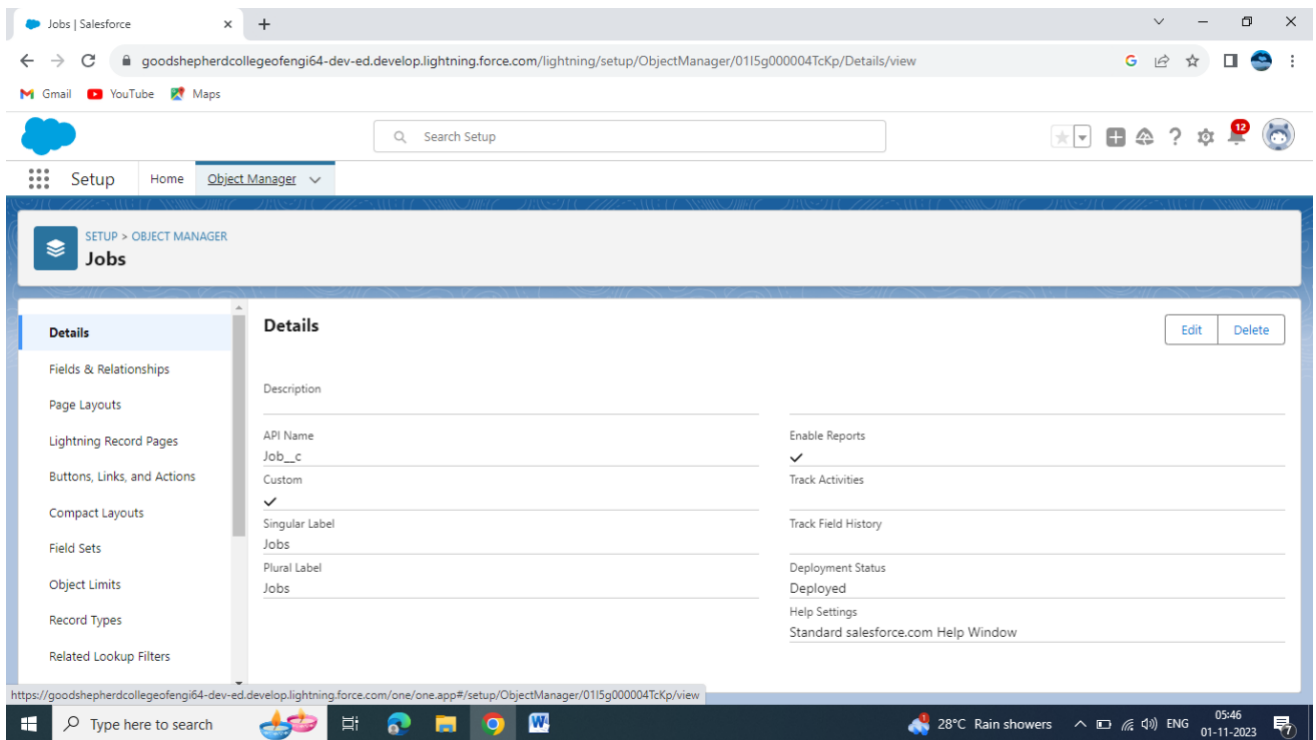 Jobs | Salesforce
goodshepherdcollegeofengi64-dev-ed.develop.lightning.force.com/lightning/setup/ObjectManager/01I5g000004TcKp/Details/view
Gmail YouTube Maps
Search Setup
12
Setup Home Object Manager
SETUP > OBJECT MANAGER
Jobs
Details
Fields & Relationships
Page Layouts
Lightning Record Pages
Buttons, Links, and Actions
Compact Layouts
Field Sets
Object Limits
Record Types
Related Lookup Filters
Details
Edit Delete
Description
API Name
Job__c
Custom
Singular Label
Jobs
Plural Label
Jobs
Enable Reports
Track Activities
Track Field History
Deployment Status
Deployed
Help Settings
Standard salesforce.com Help Window
https://goodshepherdcollegeofengi64-dev-ed.develop.lightning.force.com/one/one.app#/setup/ObjectManager/01I5g000004TcKp/view
Type here to search
28°C Rain showers
ENG
05:46
01-11-2023
7